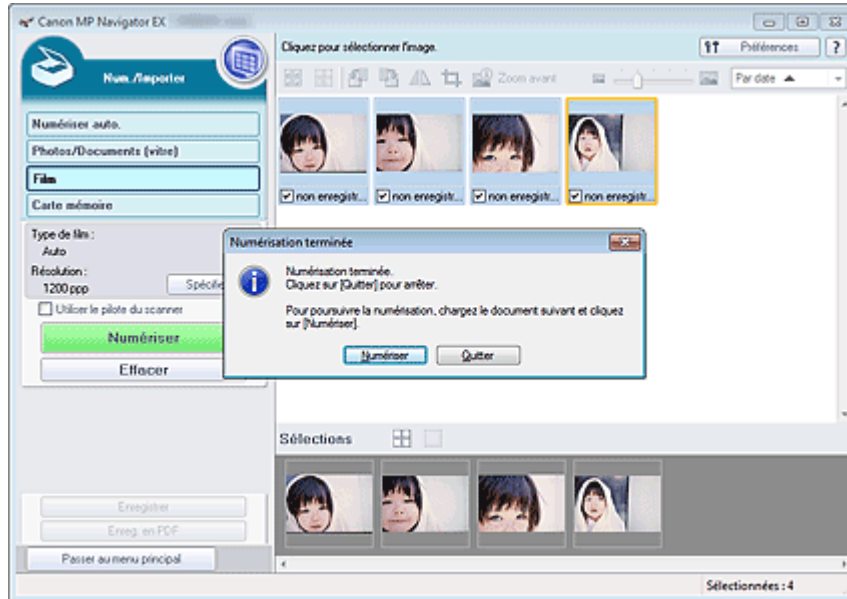 Canon MP Navigator EX
Num./Importer
Cliquez pour sélectionner l'image.
Préférences
?
Zoom avant
Par date
Numériser auto.
Photos/Documents (vitre)
Film
Carte mémoire
non enregistr...
non enregistr...
non enregistr...
non enregistr...
Type de film :
Auto
Résolution :
1200 ppp
Spécifie
Utiliser le pilote du scanner
Numériser
Effacer
Numérisation terminée
Numérisation terminée.
Cliquez sur [Quitter] pour arrêter.
Pour poursuivre la numérisation, chargez le document suivant et cliquez
sur [Numériser].
Numériser
Quitter
Sélections
Enregistrer
Enreg. en PDF
Passer au menu principal
Sélectionnées : 4